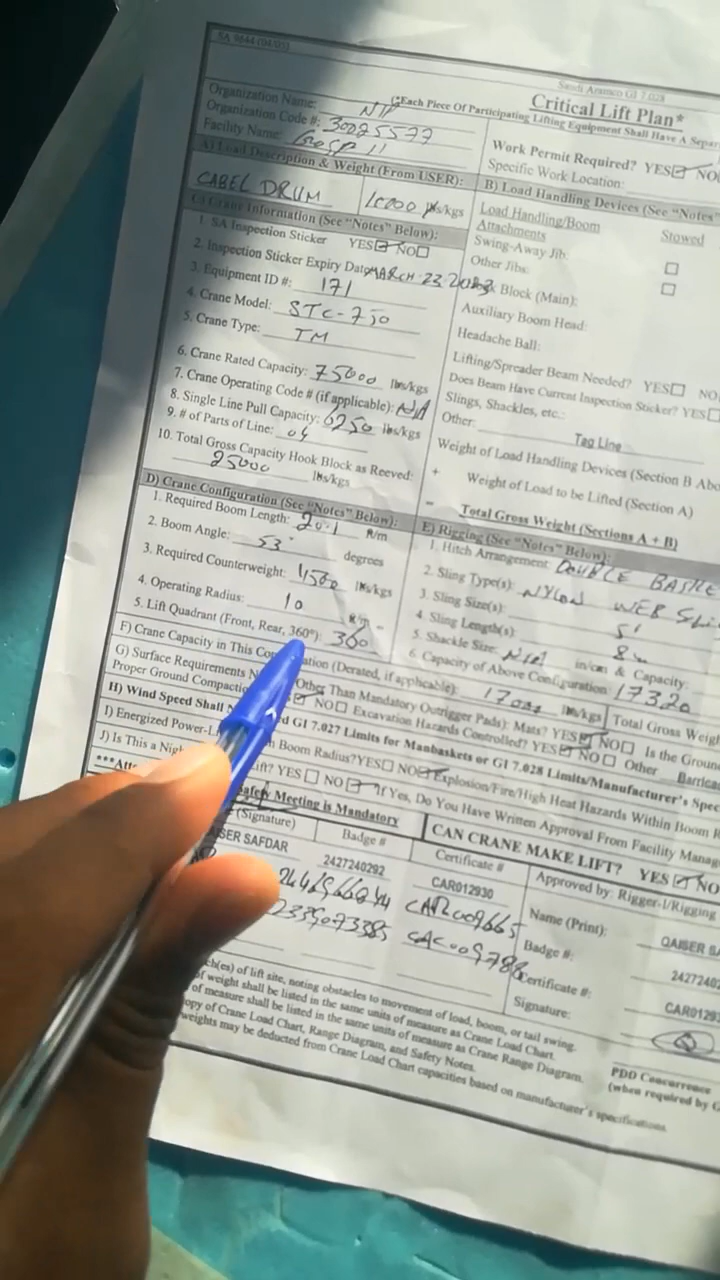 SA 9644 (04/05)
Saudi Aramco GI 7.028
Critical Lift Plan*
(*Each Piece Of Participating Lifting Equipment Shall Have A Separ
Organization Name:
Organization Code #: 30025577
Facility Name: GOSP 11
Work Permit Required? YES☑ NO
Specific Work Location:
A) Load Description & Weight (From USER):
CABEL DRUM 10000 lbs/kgs
B) Load Handling Devices (See "Notes"
Load Handling/Boom
Attachments Stowed
Swing-Away Jib: ☐
Other Jibs: ☐
Block (Main):
Auxiliary Boom Head:
Headache Ball:
Lifting/Spreader Beam Needed? YES☐ NO
Does Beam Have Current Inspection Sticker? YES☐
Slings, Shackles, etc.:
Other: Tag Line
Weight of Load Handling Devices (Section B Abo
+ Weight of Load to be Lifted (Section A)
= Total Gross Weight (Sections A + B)
C) Crane Information (See "Notes" Below):
1. SA Inspection Sticker YES☑ NO☐
2. Inspection Sticker Expiry Date MARCH 23 2023
3. Equipment ID #: 171
4. Crane Model: STC-750
5. Crane Type: TM
6. Crane Rated Capacity: 75000 lbs/kgs
7. Crane Operating Code # (if applicable): N/A
8. Single Line Pull Capacity: 6250 lbs/kgs
9. # of Parts of Line: 04
10. Total Gross Capacity Hook Block as Reeved:
25000 lbs/kgs
D) Crane Configuration (See "Notes" Below):
1. Required Boom Length: 20.1 ft/m
2. Boom Angle: 53° degrees
3. Required Counterweight: 4500 lbs/kgs
4. Operating Radius: 10 ft/m
5. Lift Quadrant (Front, Rear, 360°): 360
E) Rigging (See "Notes" Below):
1. Hitch Arrangement: DOUBLE BASKE
2. Sling Type(s): NYLON WEB SLI
3. Sling Size(s): 5"
4. Sling Length(s): 8m
5. Shackle Size: in/cm & Capacity:
6. Capacity of Above Configuration: 17320
F) Crane Capacity in This Con ation (Derated, if applicable): lbs/kgs Total Gross Weigh
G) Surface Requirements N Other Than Mandatory Outrigger Pads): Mats? YES☑ NO☐ Is the Groun
Proper Ground Compactio ☑ NO☐ Excavation Hazards Controlled? YES☑ NO☐ Other Barrica
H) Wind Speed Shall N d GI 7.027 Limits for Manbaskets or GI 7.028 Limits/Manufacturer's Spec
I) Energized Power-L n Boom Radius? YES☐ NO☑ Explosion/Fire/High Heat Hazards Within Boom R
J) Is This a Nigh Lift? YES☐ NO☑ If Yes, Do You Have Written Approval From Facility Manag
***Att Safety Meeting is Mandatory
(Signature) Badge # Certificate #
AISER SAFDAR 2427240292 CAR012930
2446966844 CAR009665
2339073385 CAC009788
CAN CRANE MAKE LIFT? YES☑ NO
Approved by: Rigger-I/Rigging
Name (Print): QAISER SA
Badge #: 24272402
Certificate #: CAR01293
Signature:
PDD Concurrence
(when required by G
ch(es) of lift site, noting obstacles to movement of load, boom, or tail swing.
of weight shall be listed in the same units of measure as Crane Load Chart.
of measure shall be listed in the same units of measure as Crane Range Diagram.
opy of Crane Load Chart, Range Diagram, and Safety Notes.
weights may be deducted from Crane Load Chart capacities based on manufacturer's specifications.